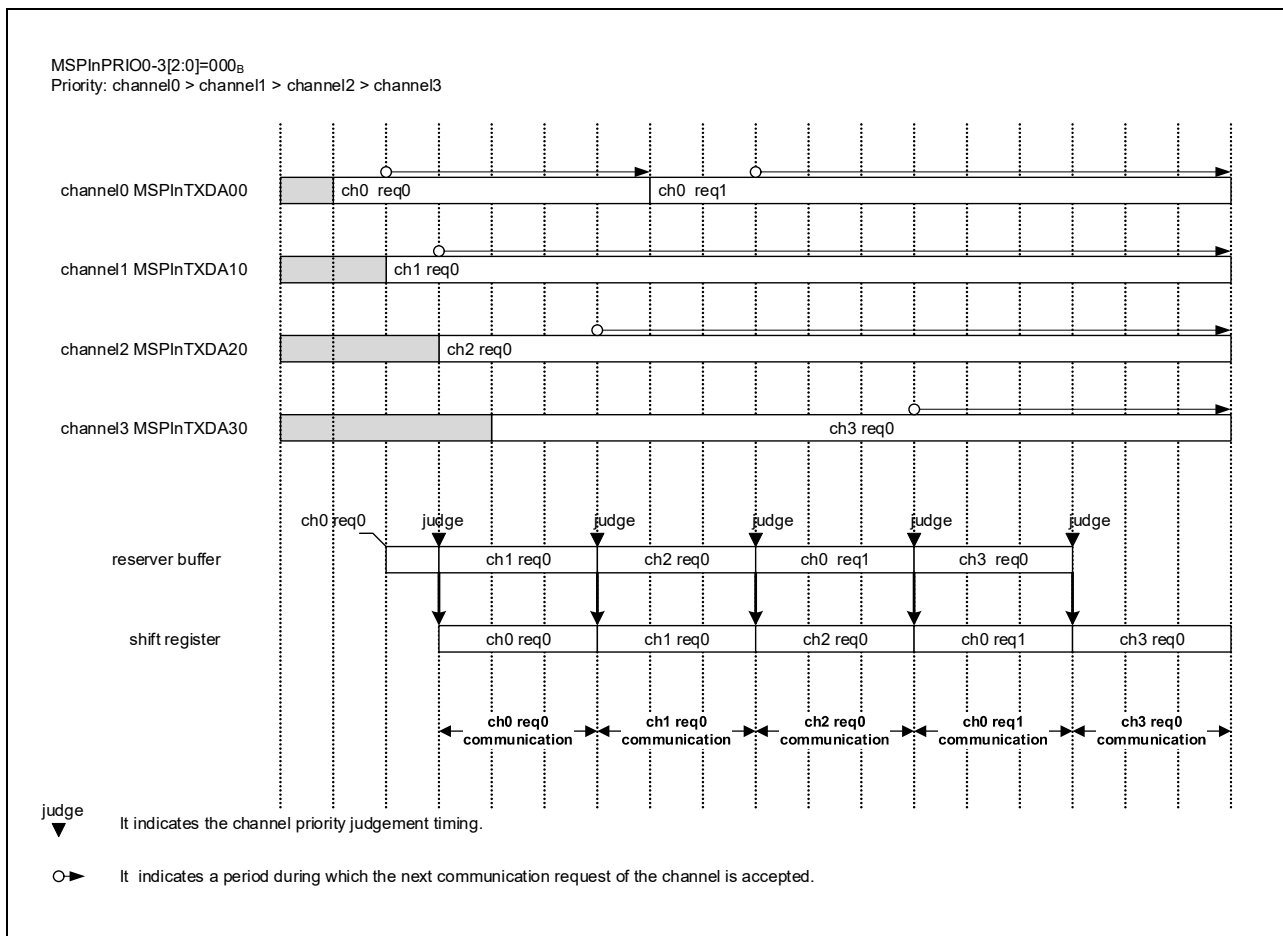 MSPInPRIO0-3[2:0]=000B
Priority: channel0 > channel1 > channel2 > channel3
channel0 MSPInTXDA00
ch0 req0
ch0 req1
channel1 MSPInTXDA10
ch1 req0
channel2 MSPInTXDA20
ch2 req0
channel3 MSPInTXDA30
ch3 req0
ch0 req0
judge
judge
judge
judge
judge
reserver buffer
ch1 req0
ch2 req0
ch0 req1
ch3 req0
shift register
ch0 req0
ch1 req0
ch2 req0
ch0 req1
ch3 req0
ch0 req0
communication
ch1 req0
communication
ch2 req0
communication
ch0 req1
communication
ch3 req0
communication
judge
It indicates the channel priority judgement timing.
It indicates a period during which the next communication request of the channel is accepted.